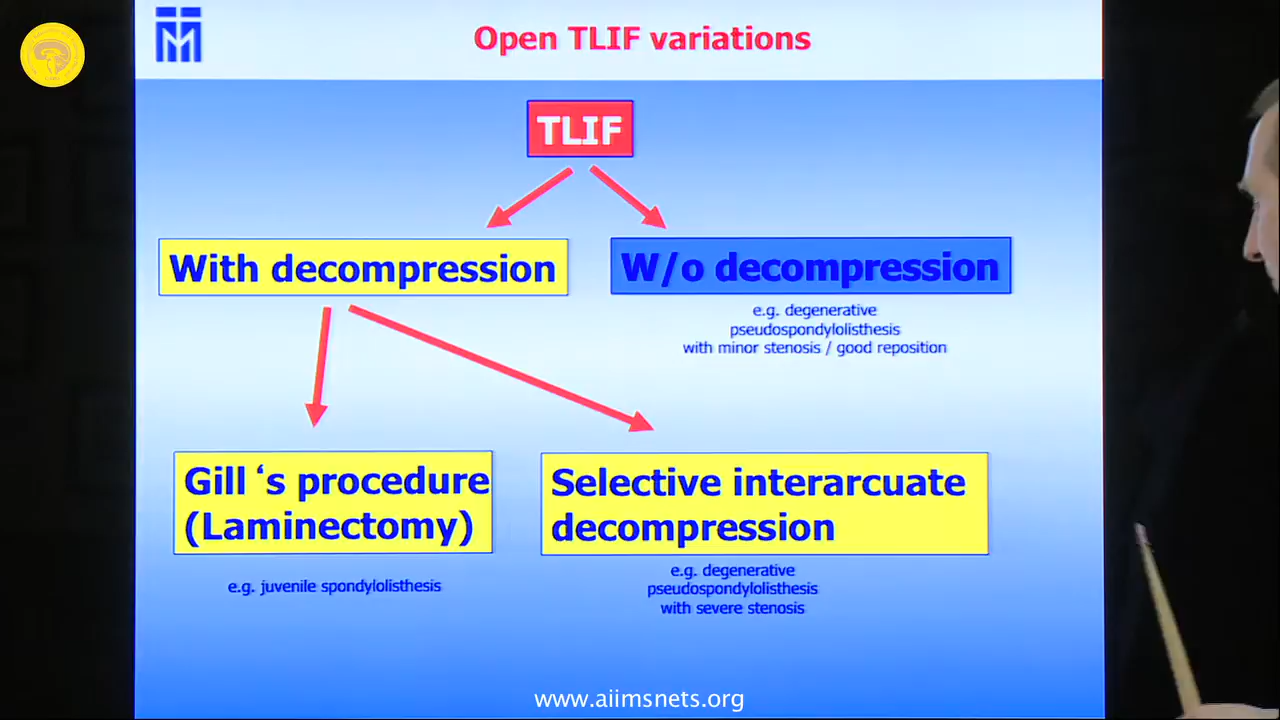 Open TLIF variations
TLIF
With decompression
W/o decompression
e.g. degenerative
pseudospondylolisthesis
with minor stenosis / good reposition
Gill ‘s procedure
(Laminectomy)
e.g. juvenile spondylolisthesis
Selective interarcuate
decompression
e.g. degenerative
pseudospondylolisthesis
with severe stenosis
www.aiimsnets.org